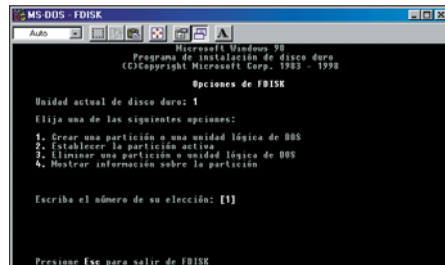 MS-DOS - FDISK
Auto
A
Microsoft Windows 98
Programa de instalación de disco duro
(C)Copyright Microsoft Corp. 1983 - 1998
Opciones de FDISK
Unidad actual de disco duro: 1
Elija una de las siguientes opciones:
1. Crear una partición o una unidad lógica de DOS
2. Establecer la partición activa
3. Eliminar una partición o unidad lógica de DOS
4. Mostrar información sobre la partición
Escriba el número de su elección: [1]
Presione Esc para salir de FDISK